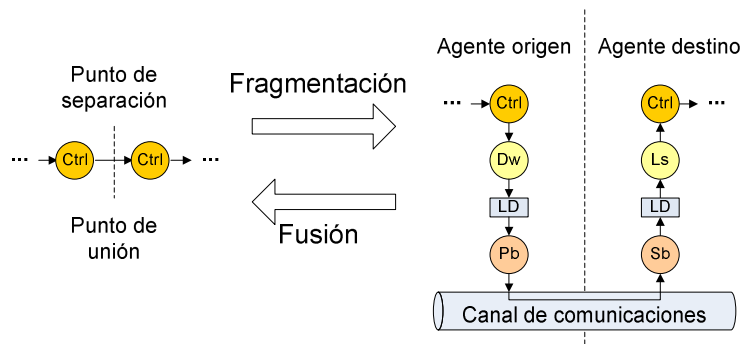 Punto de
separación
... Ctrl Ctrl ...
Punto de
unión
Fragmentación
Fusión
Agente origen
Agente destino
... Ctrl
Dw
LD
Pb
Ctrl ...
Ls
LD
Sb
Canal de comunicaciones